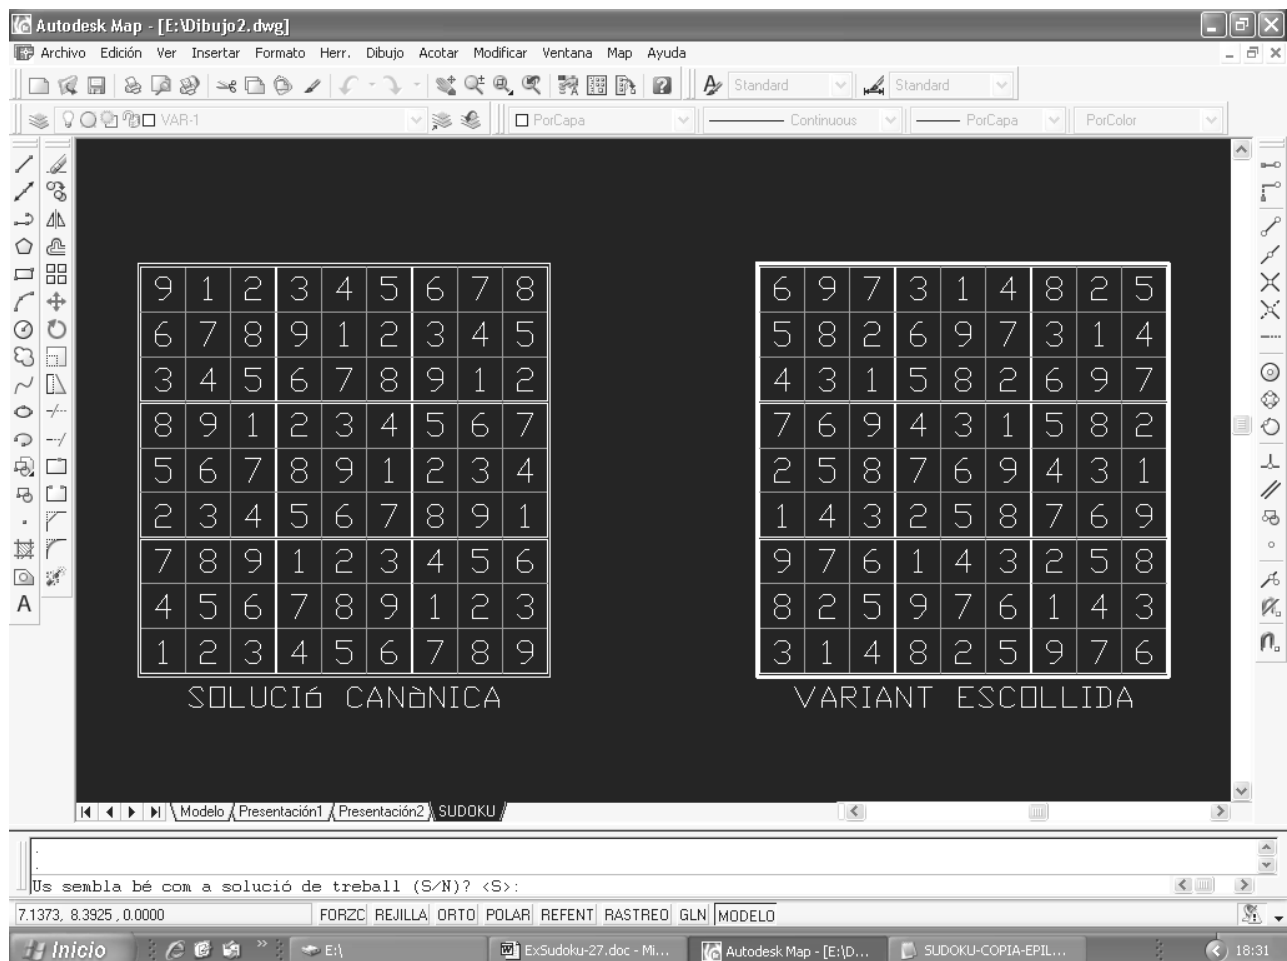 Autodesk Map - [E:\Dibujo2.dwg]
Archivo Edición Ver Insertar Formato Herr. Dibujo Acotar Modificar Ventana Map Ayuda
Standard Standard
VAR-1 PorCapa Continuous PorCapa PorColor
9 1 2 3 4 5 6 7 8
6 7 8 9 1 2 3 4 5
3 4 5 6 7 8 9 1 2
8 9 1 2 3 4 5 6 7
5 6 7 8 9 1 2 3 4
2 3 4 5 6 7 8 9 1
7 8 9 1 2 3 4 5 6
4 5 6 7 8 9 1 2 3
1 2 3 4 5 6 7 8 9
SOLUCIó CANòNICA
6 9 7 3 1 4 8 2 5
5 8 2 6 9 7 3 1 4
4 3 1 5 8 2 6 9 7
7 6 9 4 3 1 5 8 2
2 5 8 7 6 9 4 3 1
1 4 3 2 5 8 7 6 9
9 7 6 1 4 3 2 5 8
8 2 5 9 7 6 1 4 3
3 1 4 8 2 5 9 7 6
VARIANT ESCOLLIDA
Modelo Presentación1 Presentación2 SUDOKU
Us sembla bé com a solució de treball (S/N)? <S>:
7.1373, 8.3925, 0.0000 FORZC REJILLA ORTO POLAR REFENT RASTREO GLN MODELO
Inicio E:\ ExSudoku-27.doc - Mi... Autodesk Map - [E:\D... SUDOKU-COPIA-EPIL... 18:31